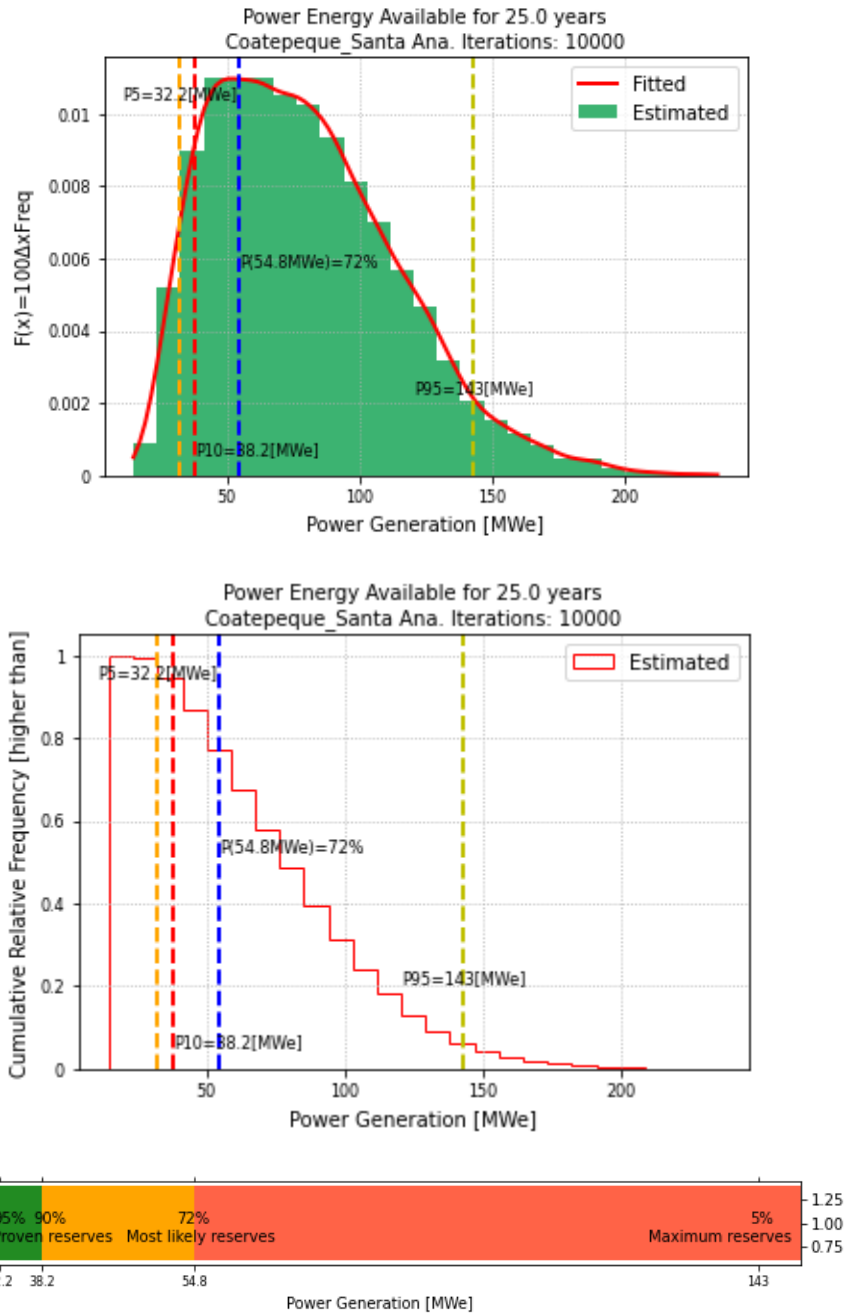 Power Energy Available for 25.0 years
Coatepeque_Santa Ana. Iterations: 10000
Fitted
Estimated
P5=32.2[MWe]
P(54.8MWe)=72%
P95=143[MWe]
P10=38.2[MWe]
F(x)=100ΔxFreq
0.01
0.008
0.006
0.004
0.002
0
50 100 150 200
Power Generation [MWe]
Power Energy Available for 25.0 years
Coatepeque_Santa Ana. Iterations: 10000
Estimated
P5=32.2[MWe]
P(54.8MWe)=72%
P95=143[MWe]
P10=38.2[MWe]
Cumulative Relative Frequency [higher than]
1
0.8
0.6
0.4
0.2
0
50 100 150 200
Power Generation [MWe]
95% 90% 72% 5%
reserves Most likely reserves Maximum reserves
1.25
1.00
0.75
.2 38.2 54.8 143
Power Generation [MWe]